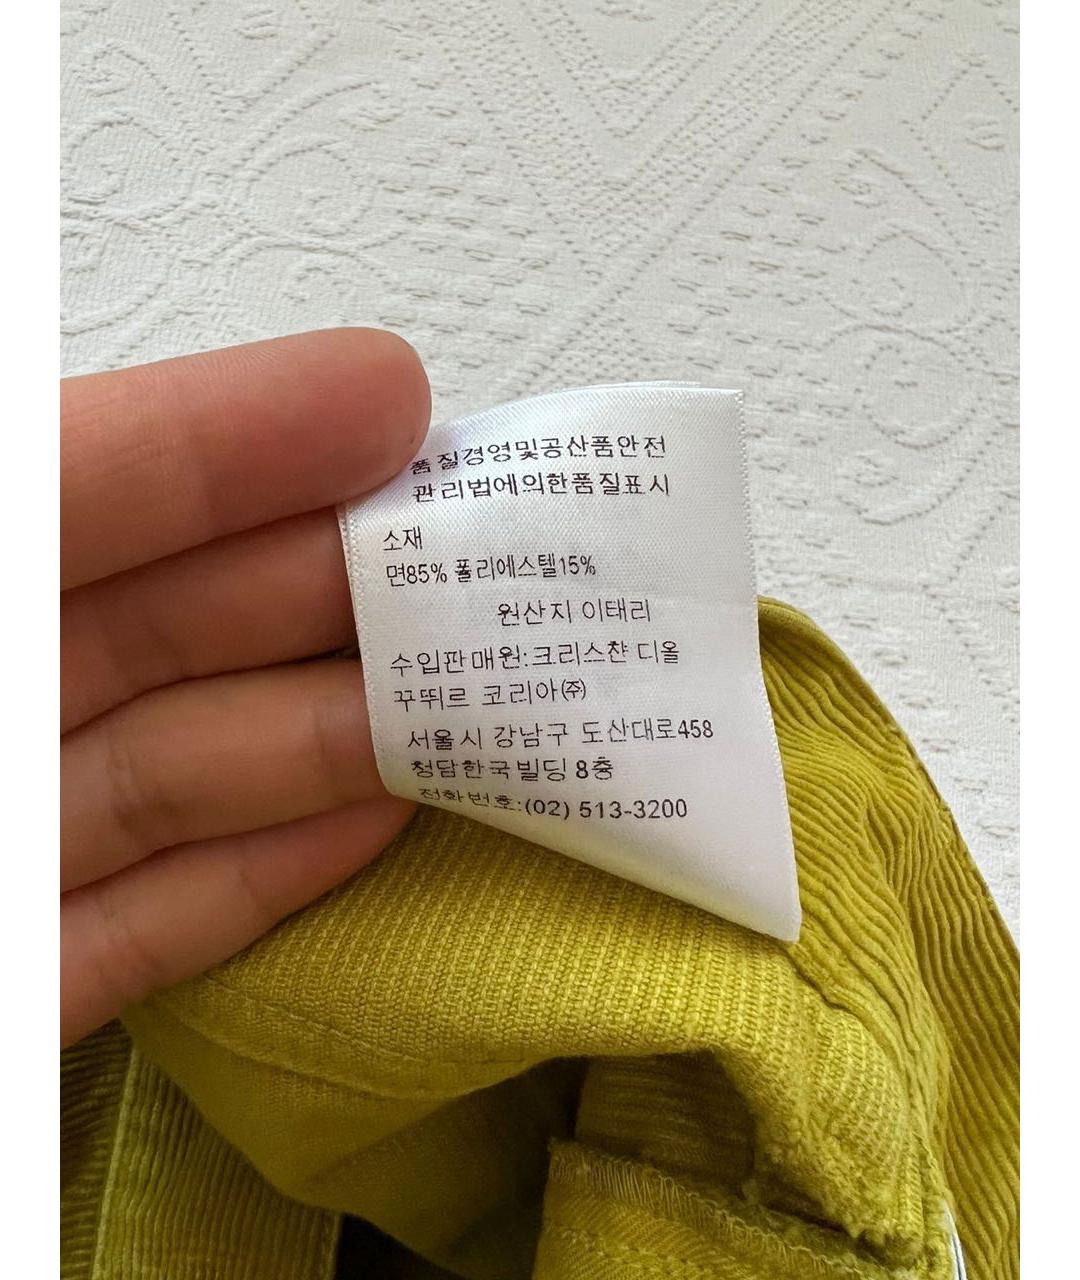 품질경영및공산품안전
관리법에의한품질표시
소재
면85% 폴리에스텔15%
원산지 이태리
수입판매원:크리스챤 디올
꾸뛰르 코리아㈜
서울시 강남구 도산대로458
청담한국빌딩 8층
전화번호:(02) 513-3200